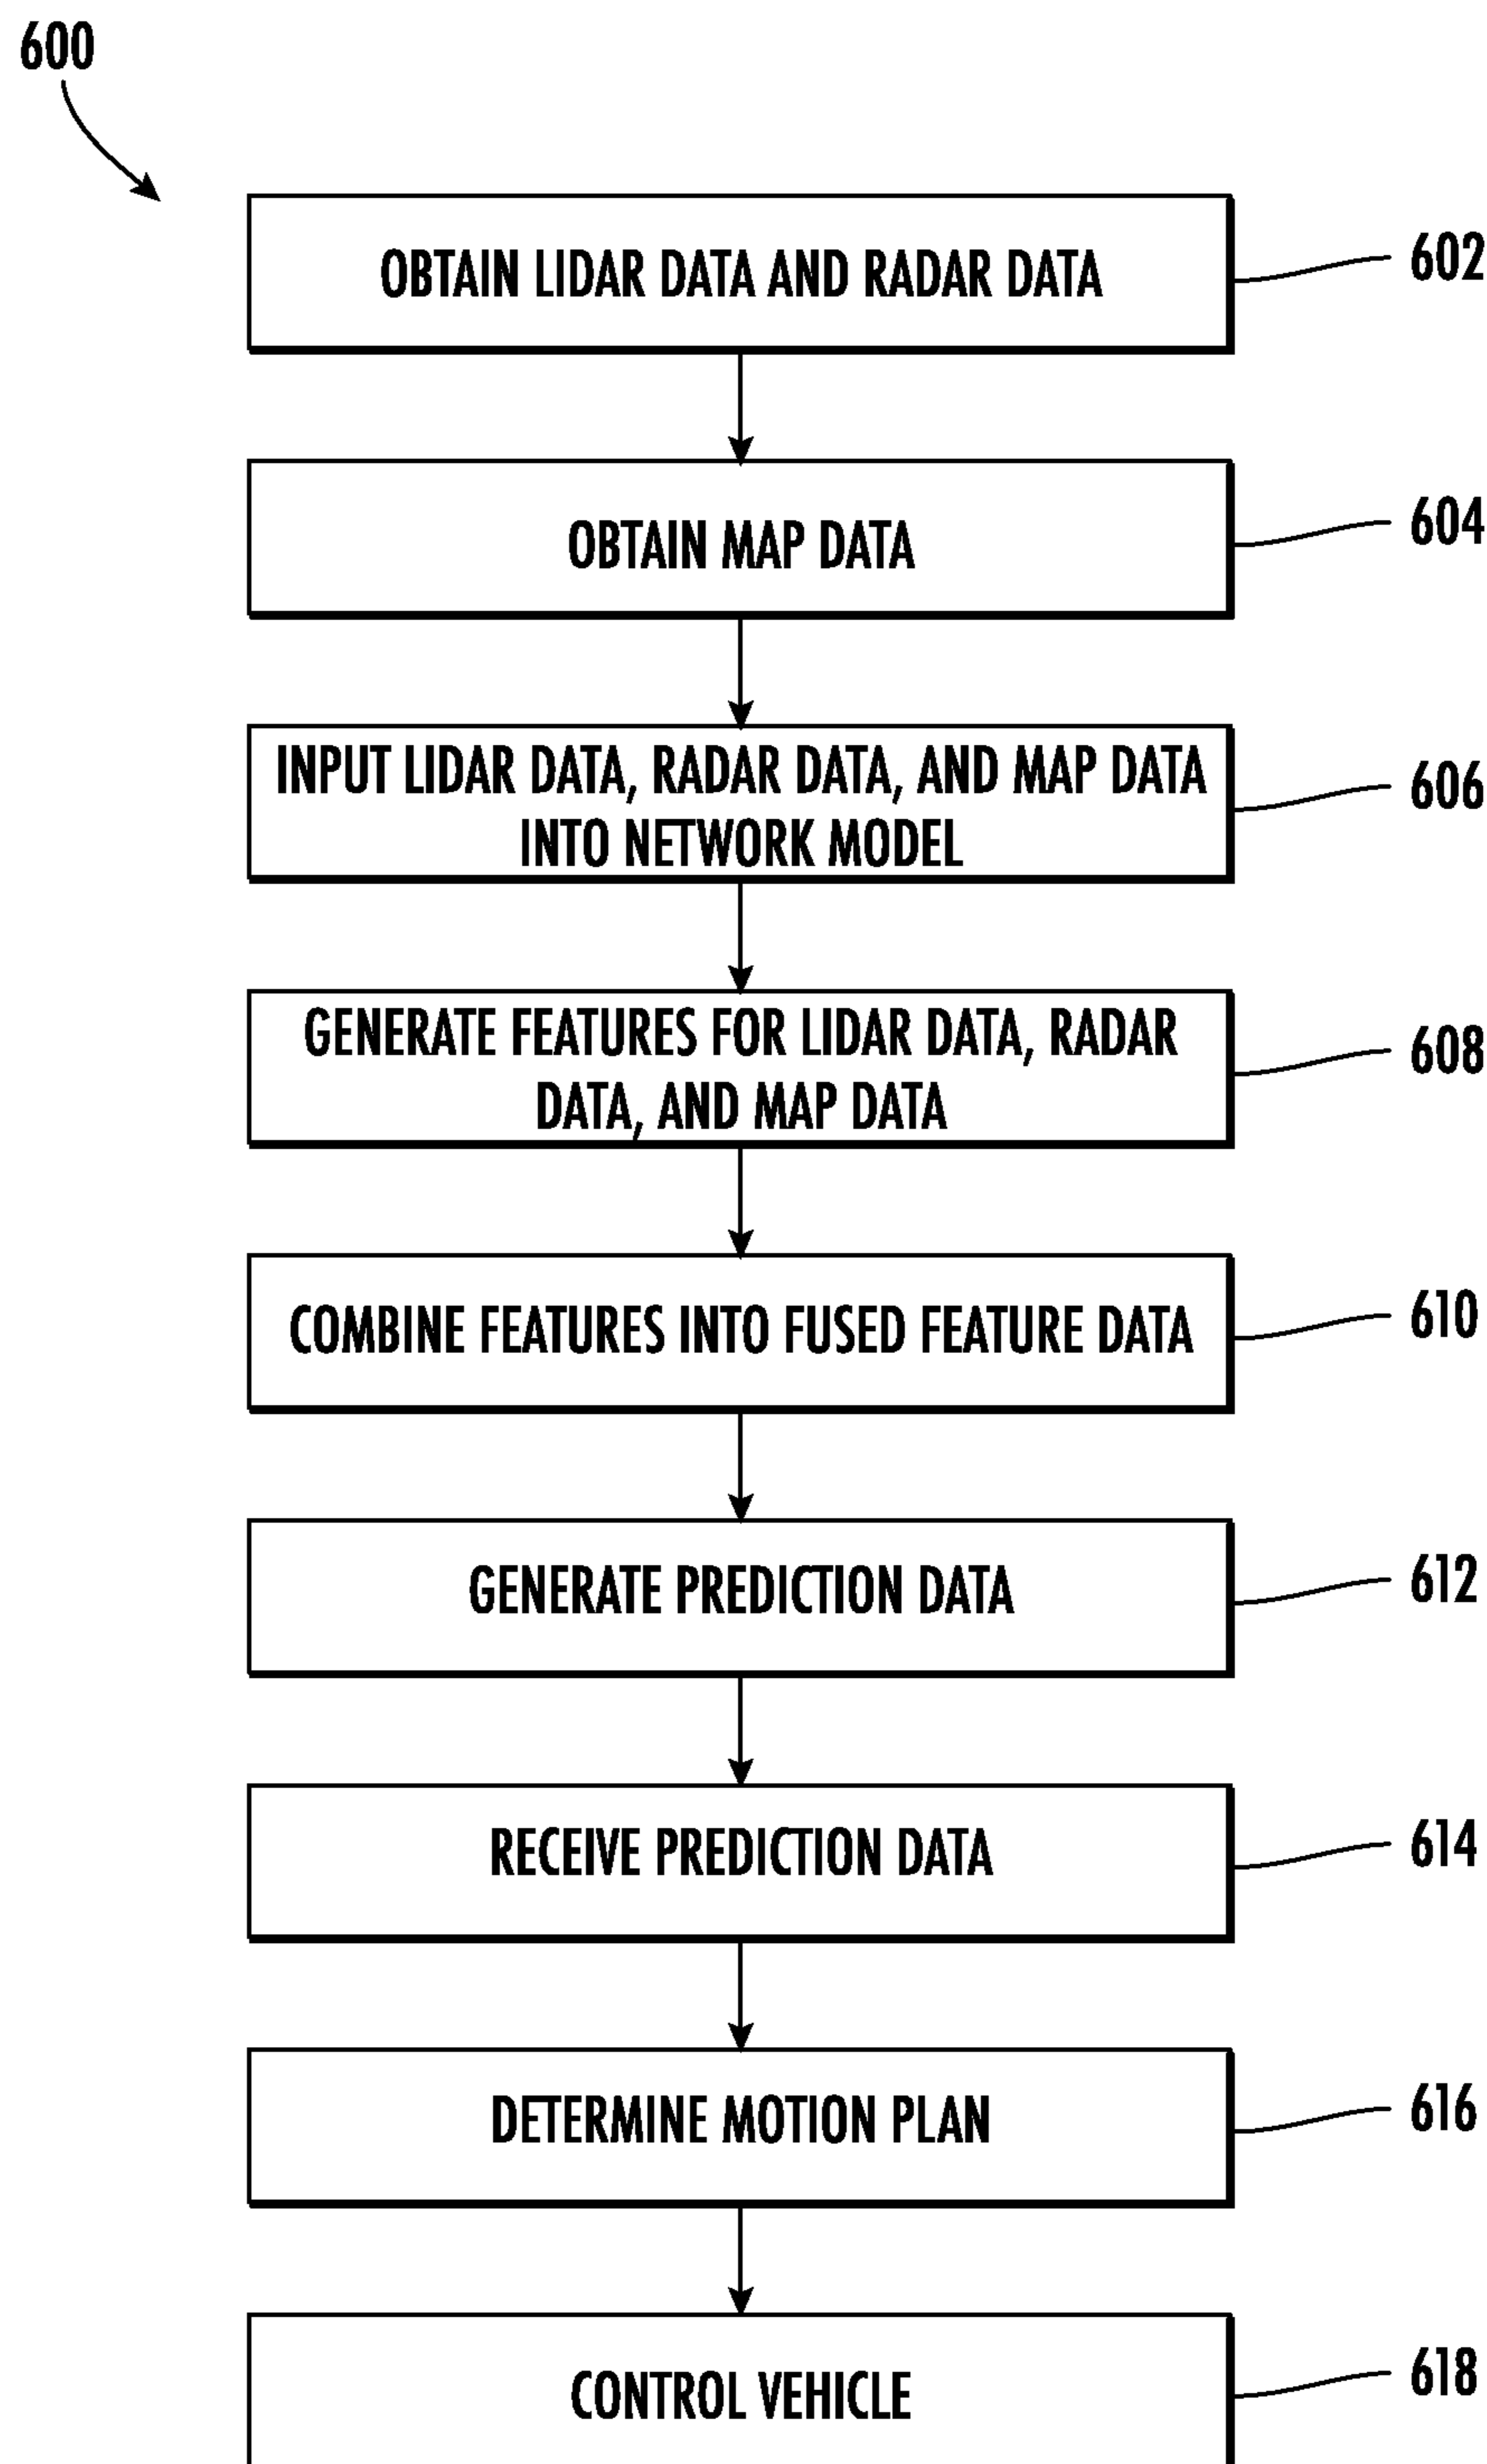 600
OBTAIN LIDAR DATA AND RADAR DATA
602
OBTAIN MAP DATA
604
INPUT LIDAR DATA, RADAR DATA, AND MAP DATA
INTO NETWORK MODEL
606
GENERATE FEATURES FOR LIDAR DATA, RADAR
DATA, AND MAP DATA
608
COMBINE FEATURES INTO FUSED FEATURE DATA
610
GENERATE PREDICTION DATA
612
RECEIVE PREDICTION DATA
614
DETERMINE MOTION PLAN
616
CONTROL VEHICLE
618